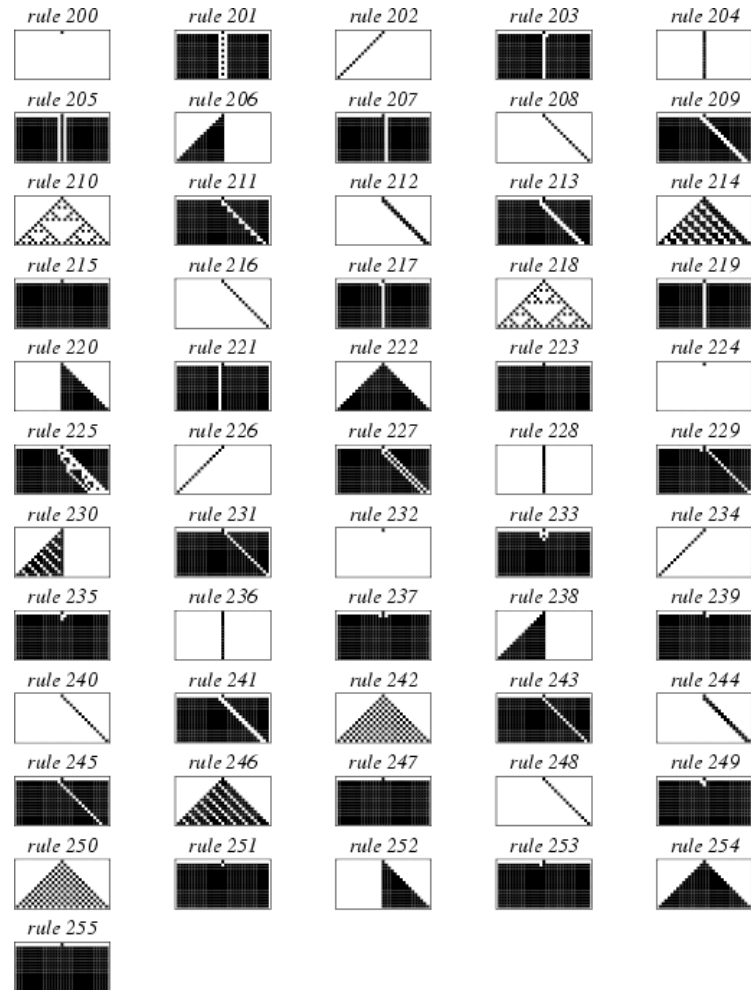 rule 200 rule 201 rule 202 rule 203 rule 204
rule 205 rule 206 rule 207 rule 208 rule 209
rule 210 rule 211 rule 212 rule 213 rule 214
rule 215 rule 216 rule 217 rule 218 rule 219
rule 220 rule 221 rule 222 rule 223 rule 224
rule 225 rule 226 rule 227 rule 228 rule 229
rule 230 rule 231 rule 232 rule 233 rule 234
rule 235 rule 236 rule 237 rule 238 rule 239
rule 240 rule 241 rule 242 rule 243 rule 244
rule 245 rule 246 rule 247 rule 248 rule 249
rule 250 rule 251 rule 252 rule 253 rule 254
rule 255